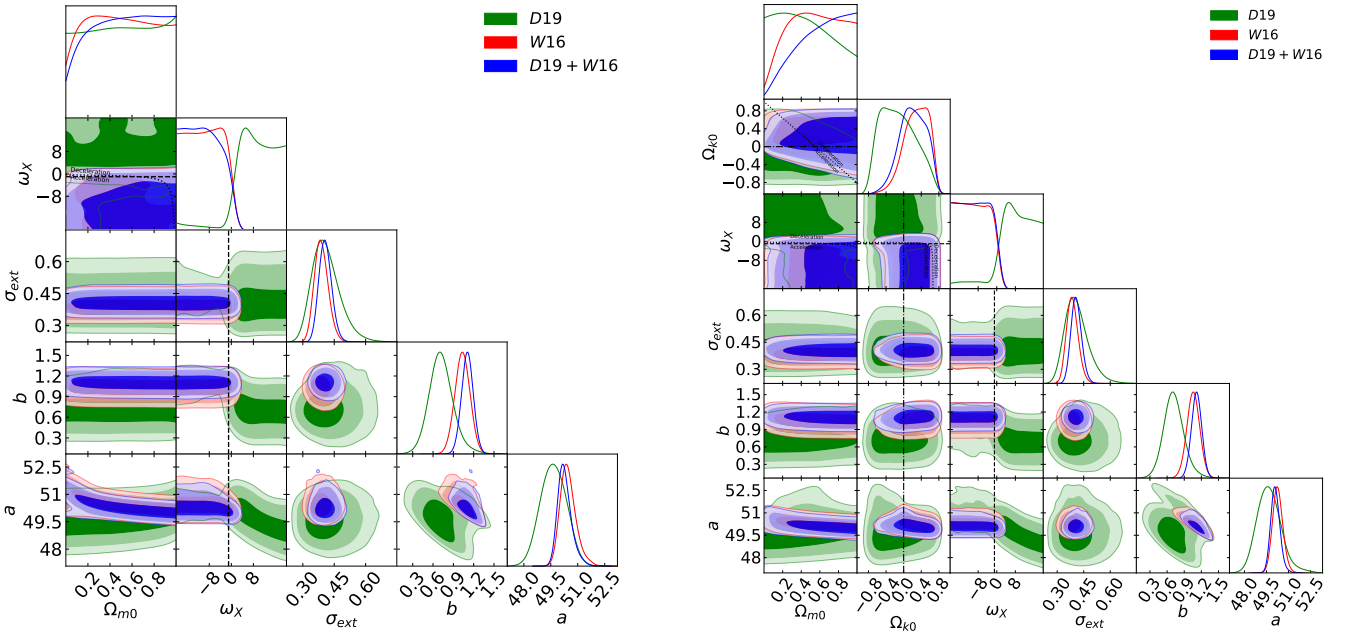 D19
W16
D19 + W16
8
0
−8
ω_X
Deceleration
Acceleration
0.6
0.45
0.3
σ_ext
1.5
1.2
0.9
0.6
0.3
b
52.5
51
49.5
48
a
0.2 0.4 0.6 0.8
Ω_m0
−8 0 8
ω_X
0.30 0.45 0.60
σ_ext
0.3 0.6 0.9 1.2 1.5
b
48.0 49.5 51.0 52.5
a
D19
W16
D19 + W16
0.8
0.4
0.0
−0.4
−0.8
Ω_k0
Deceleration
Acceleration
8
0
−8
ω_X
Deceleration
Acceleration
0.6
0.45
0.3
σ_ext
1.5
1.2
0.9
0.6
0.3
b
52.5
51
49.5
48
a
0.2 0.4 0.6 0.8
Ω_m0
−0.8 −0.4 0.0 0.4 0.8
Ω_k0
−8 0 8
ω_X
0.30 0.45 0.60
σ_ext
0.3 0.6 0.9 1.2 1.5
b
48.0 49.5 51.0 52.5
a